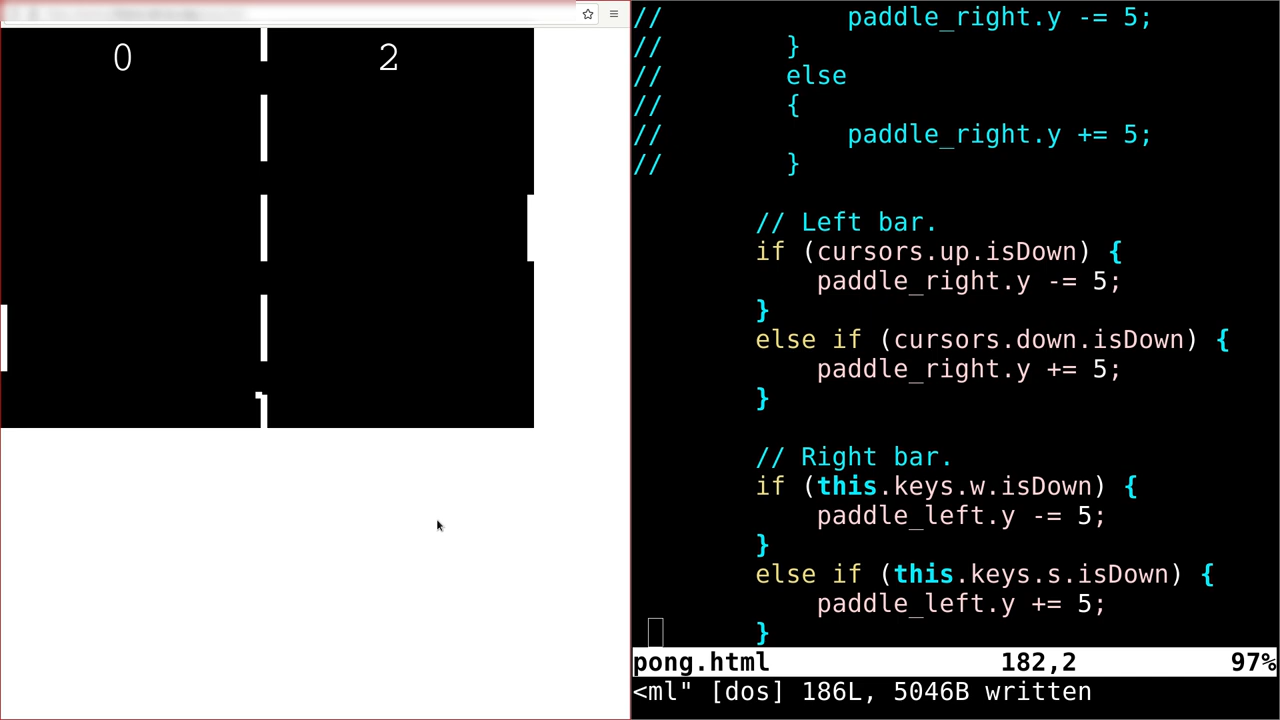 0 2
//            paddle_right.y -= 5;
//        }
//        else
//        {
//            paddle_right.y += 5;
//        }
// Left bar.
if (cursors.up.isDown) {
    paddle_right.y -= 5;
}
else if (cursors.down.isDown) {
    paddle_right.y += 5;
}
// Right bar.
if (this.keys.w.isDown) {
    paddle_left.y -= 5;
}
else if (this.keys.s.isDown) {
    paddle_left.y += 5;
}
pong.html 182,2 97%
<ml" [dos] 186L, 5046B written